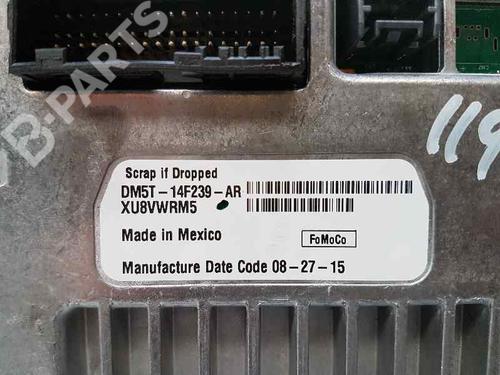 B-PARTS
119
Scrap if Dropped
DM5T-14F239-AR
XU8VWRM5
Made in Mexico
FoMoCo
Manufacture Date Code 08-27-15